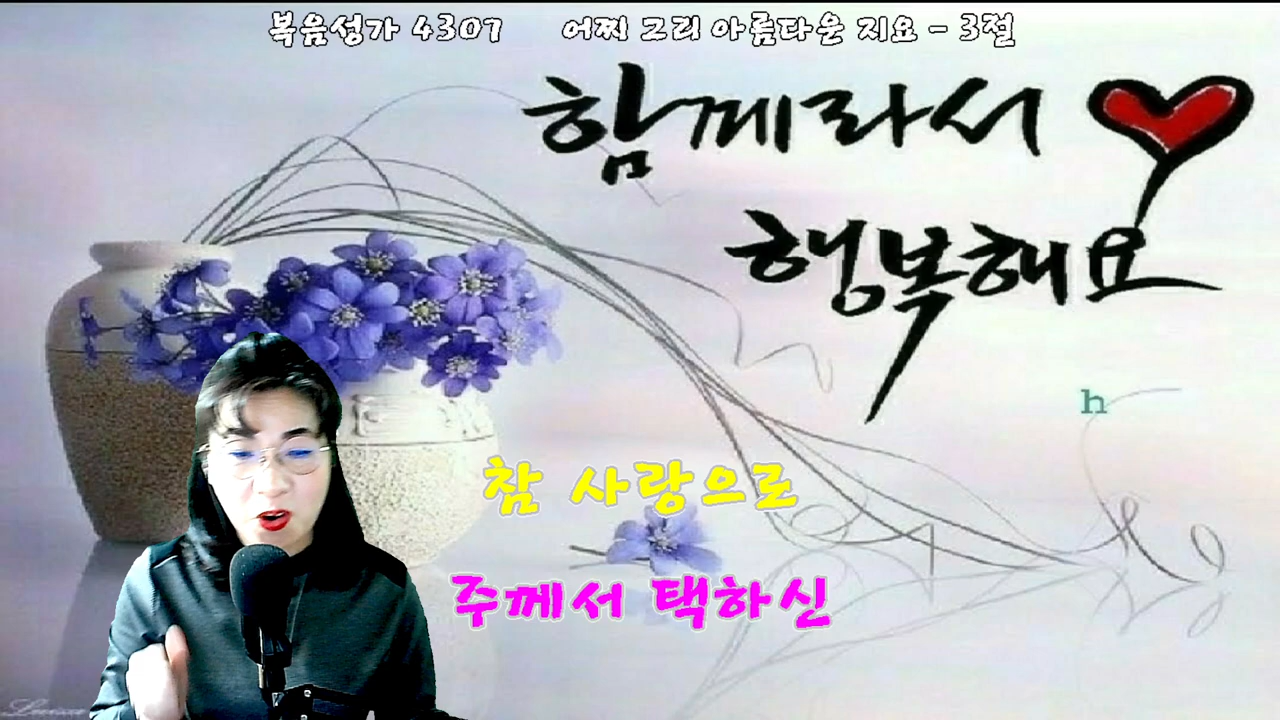 복음성가 4307 어찌 그리 아름다운 지요 - 3절
함께라서
행복해요
h
참 사랑으로
주께서 택하신